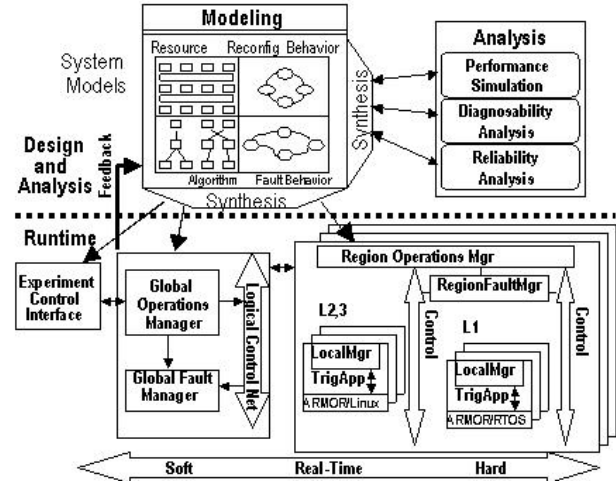 Modeling
System
Models
Resource
Reconfig Behavior
Algorithm
Fault Behavior
Synthesis
Synthesis
Analysis
Performance
Simulation
Diagnosability
Analysis
Reliability
Analysis
Design
and
Analysis
Feedback
Runtime
Experiment
Control
Interface
Global
Operations
Manager
Global Fault
Manager
Logical Control Net
Region Operations Mgr
RegionFaultMgr
L2,3
LocalMgr
TrigApp
ARMOR/Linux
Control
L1
LocalMgr
TrigApp
ARMOR/RTOS
Control
Soft
Real-Time
Hard